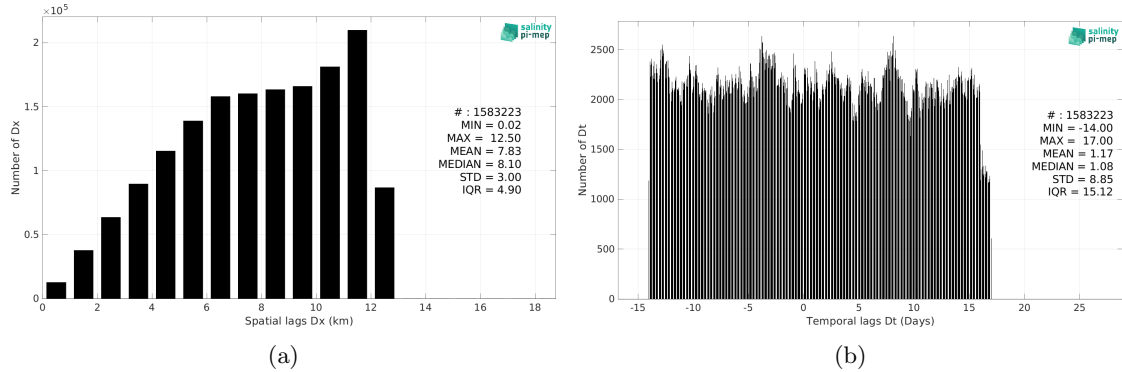 ×10⁵
2
1.5
1
0.5
0
0 2 4 6 8 10 12 14 16 18
Number of Dx
Spatial lags Dx (km)
salinity
pi-mep
# : 1583223
MIN = 0.02
MAX = 12.50
MEAN = 7.83
MEDIAN = 8.10
STD = 3.00
IQR = 4.90
(a)
2500
2000
1500
1000
500
0
-15 -10 -5 0 5 10 15 20 25
Number of Dt
Temporal lags Dt (Days)
salinity
pi-mep
# : 1583223
MIN = -14.00
MAX = 17.00
MEAN = 1.17
MEDIAN = 1.08
STD = 8.85
IQR = 15.12
(b)